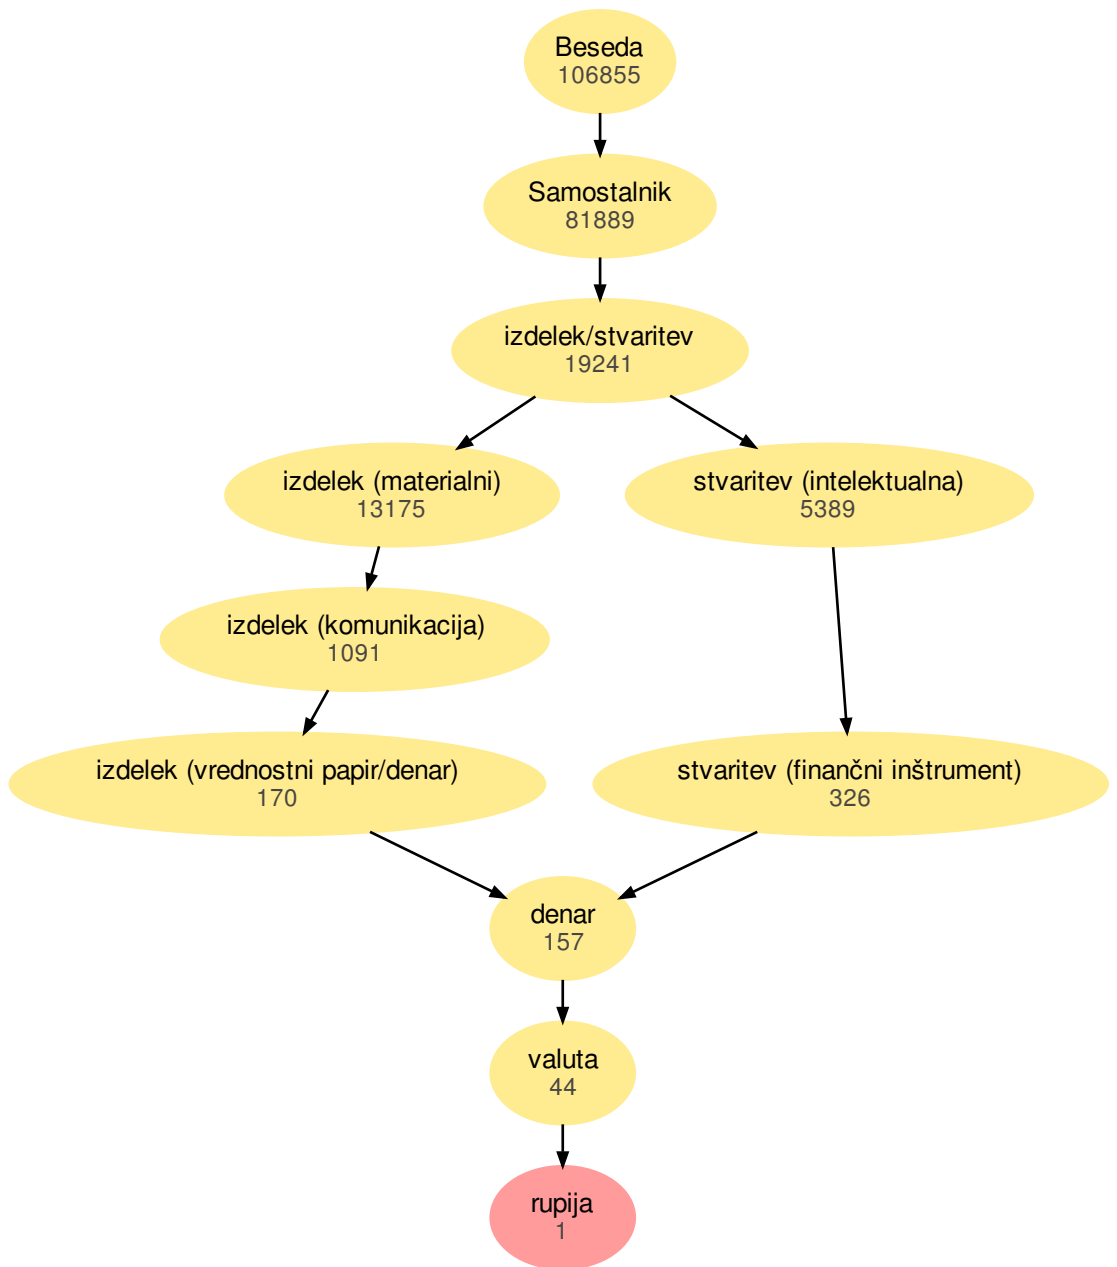 Beseda
106855
Samostalnik
81889
izdelek/stvaritev
19241
izdelek (materialni)
13175
stvaritev (intelektualna)
5389
izdelek (komunikacija)
1091
izdelek (vrednostni papir/denar)
170
stvaritev (finančni inštrument)
326
denar
157
valuta
44
rupija
1